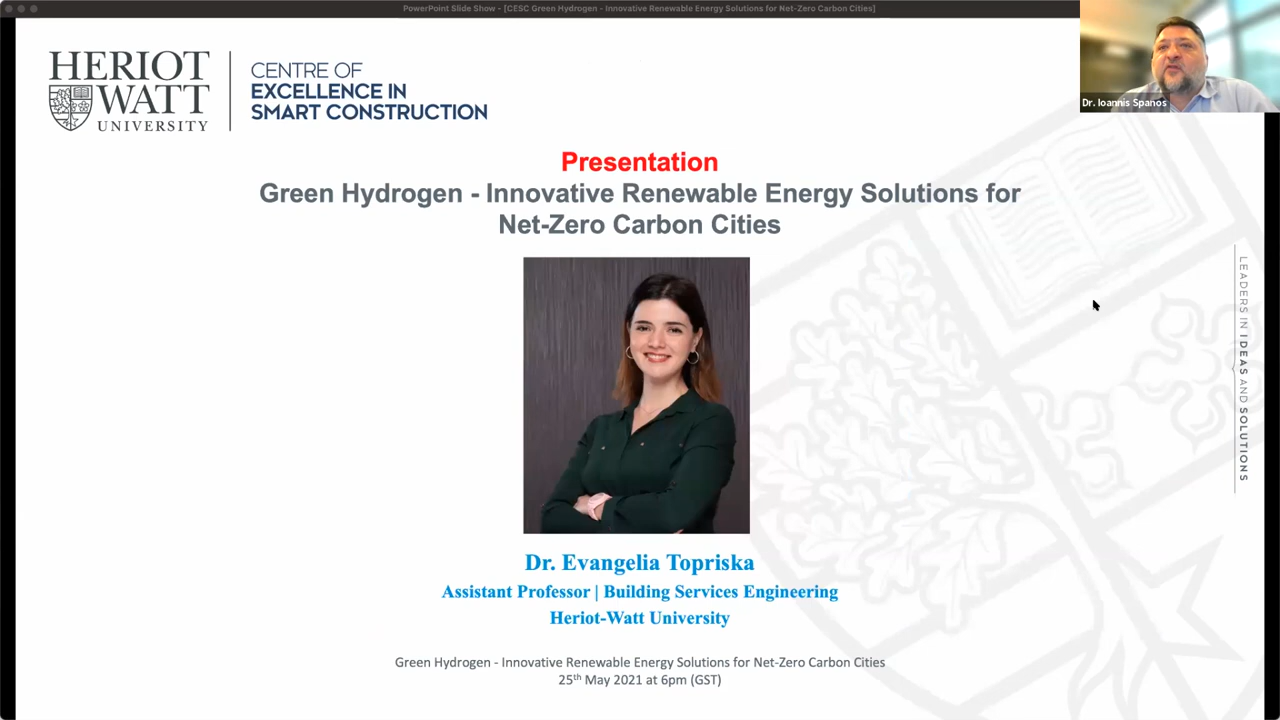 PowerPoint Slide Show - [CESC Green Hydrogen - Innovative Renewable Energy Solutions for Net-Zero Carbon Cities]
HERIOT
WATT
UNIVERSITY
CENTRE OF
EXCELLENCE IN
SMART CONSTRUCTION
Dr. Ioannis Spanos
Presentation
Green Hydrogen - Innovative Renewable Energy Solutions for
Net-Zero Carbon Cities
LEADERS IN IDEAS AND SOLUTIONS
Dr. Evangelia Topriska
Assistant Professor | Building Services Engineering
Heriot-Watt University
Green Hydrogen - Innovative Renewable Energy Solutions for Net-Zero Carbon Cities
25th May 2021 at 6pm (GST)